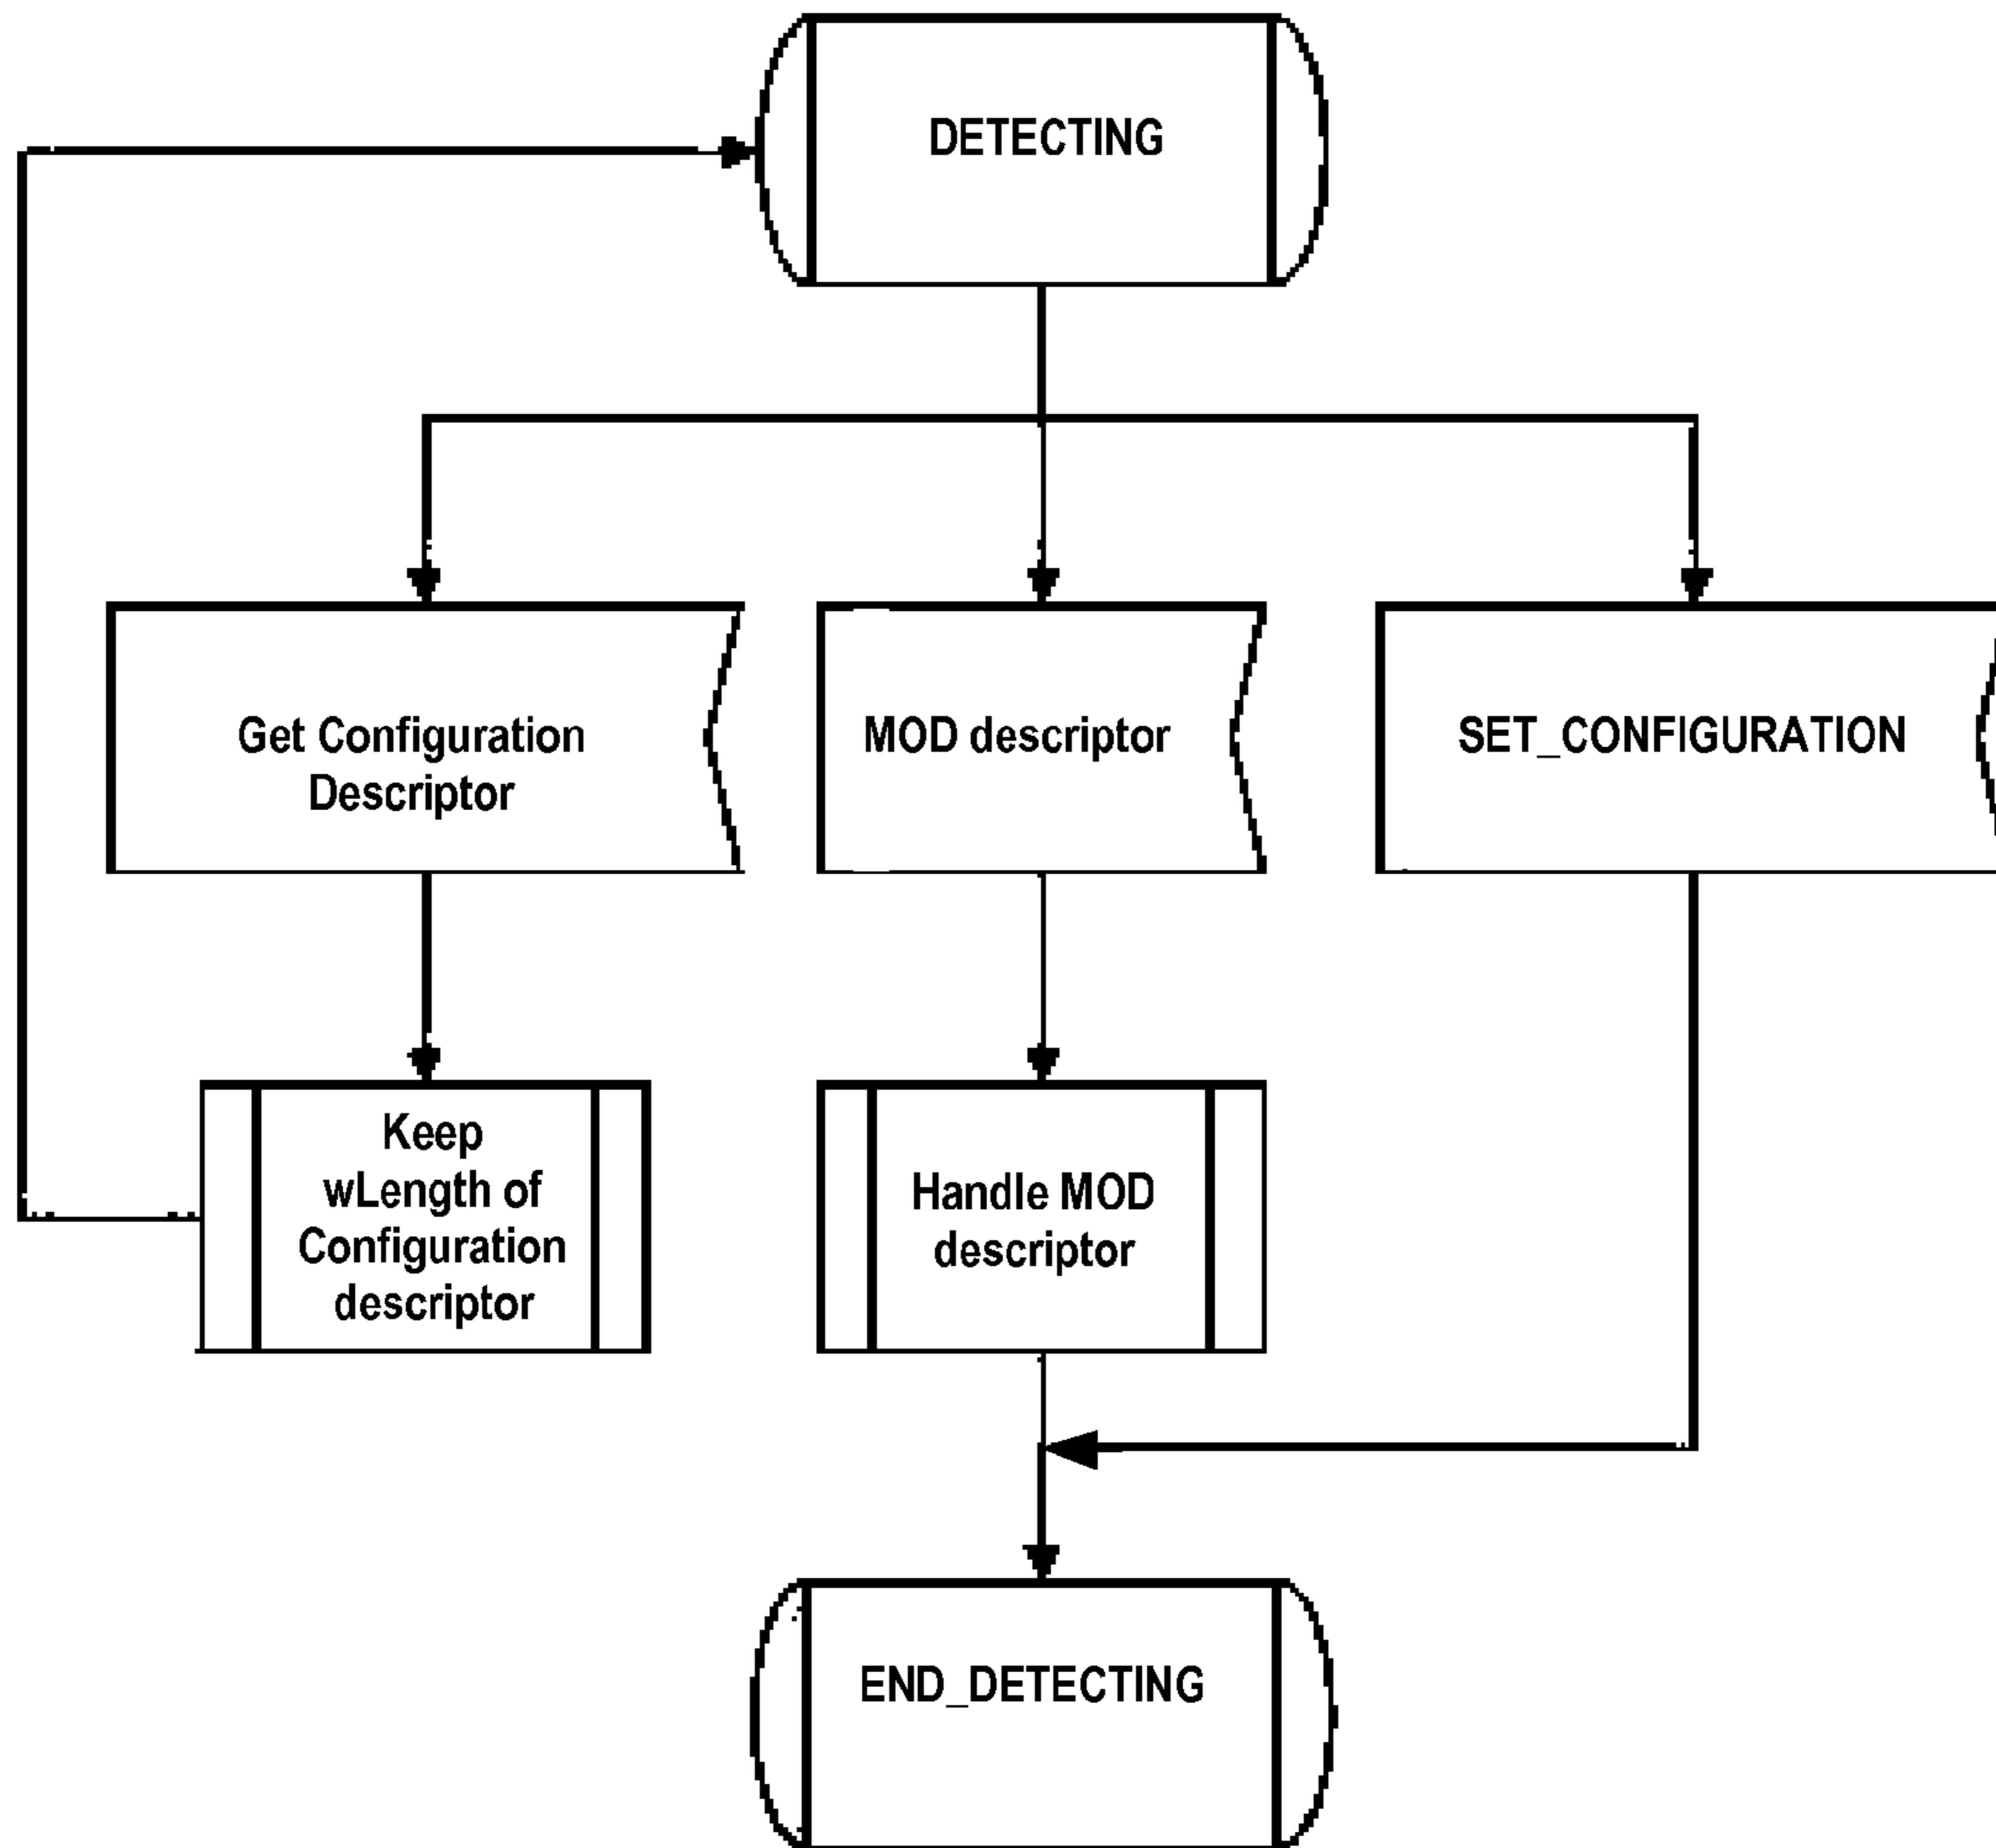 DETECTING
Get Configuration
Descriptor
MOD descriptor
SET_CONFIGURATION
Keep
wLength of
Configuration
descriptor
Handle MOD
descriptor
END_DETECTING